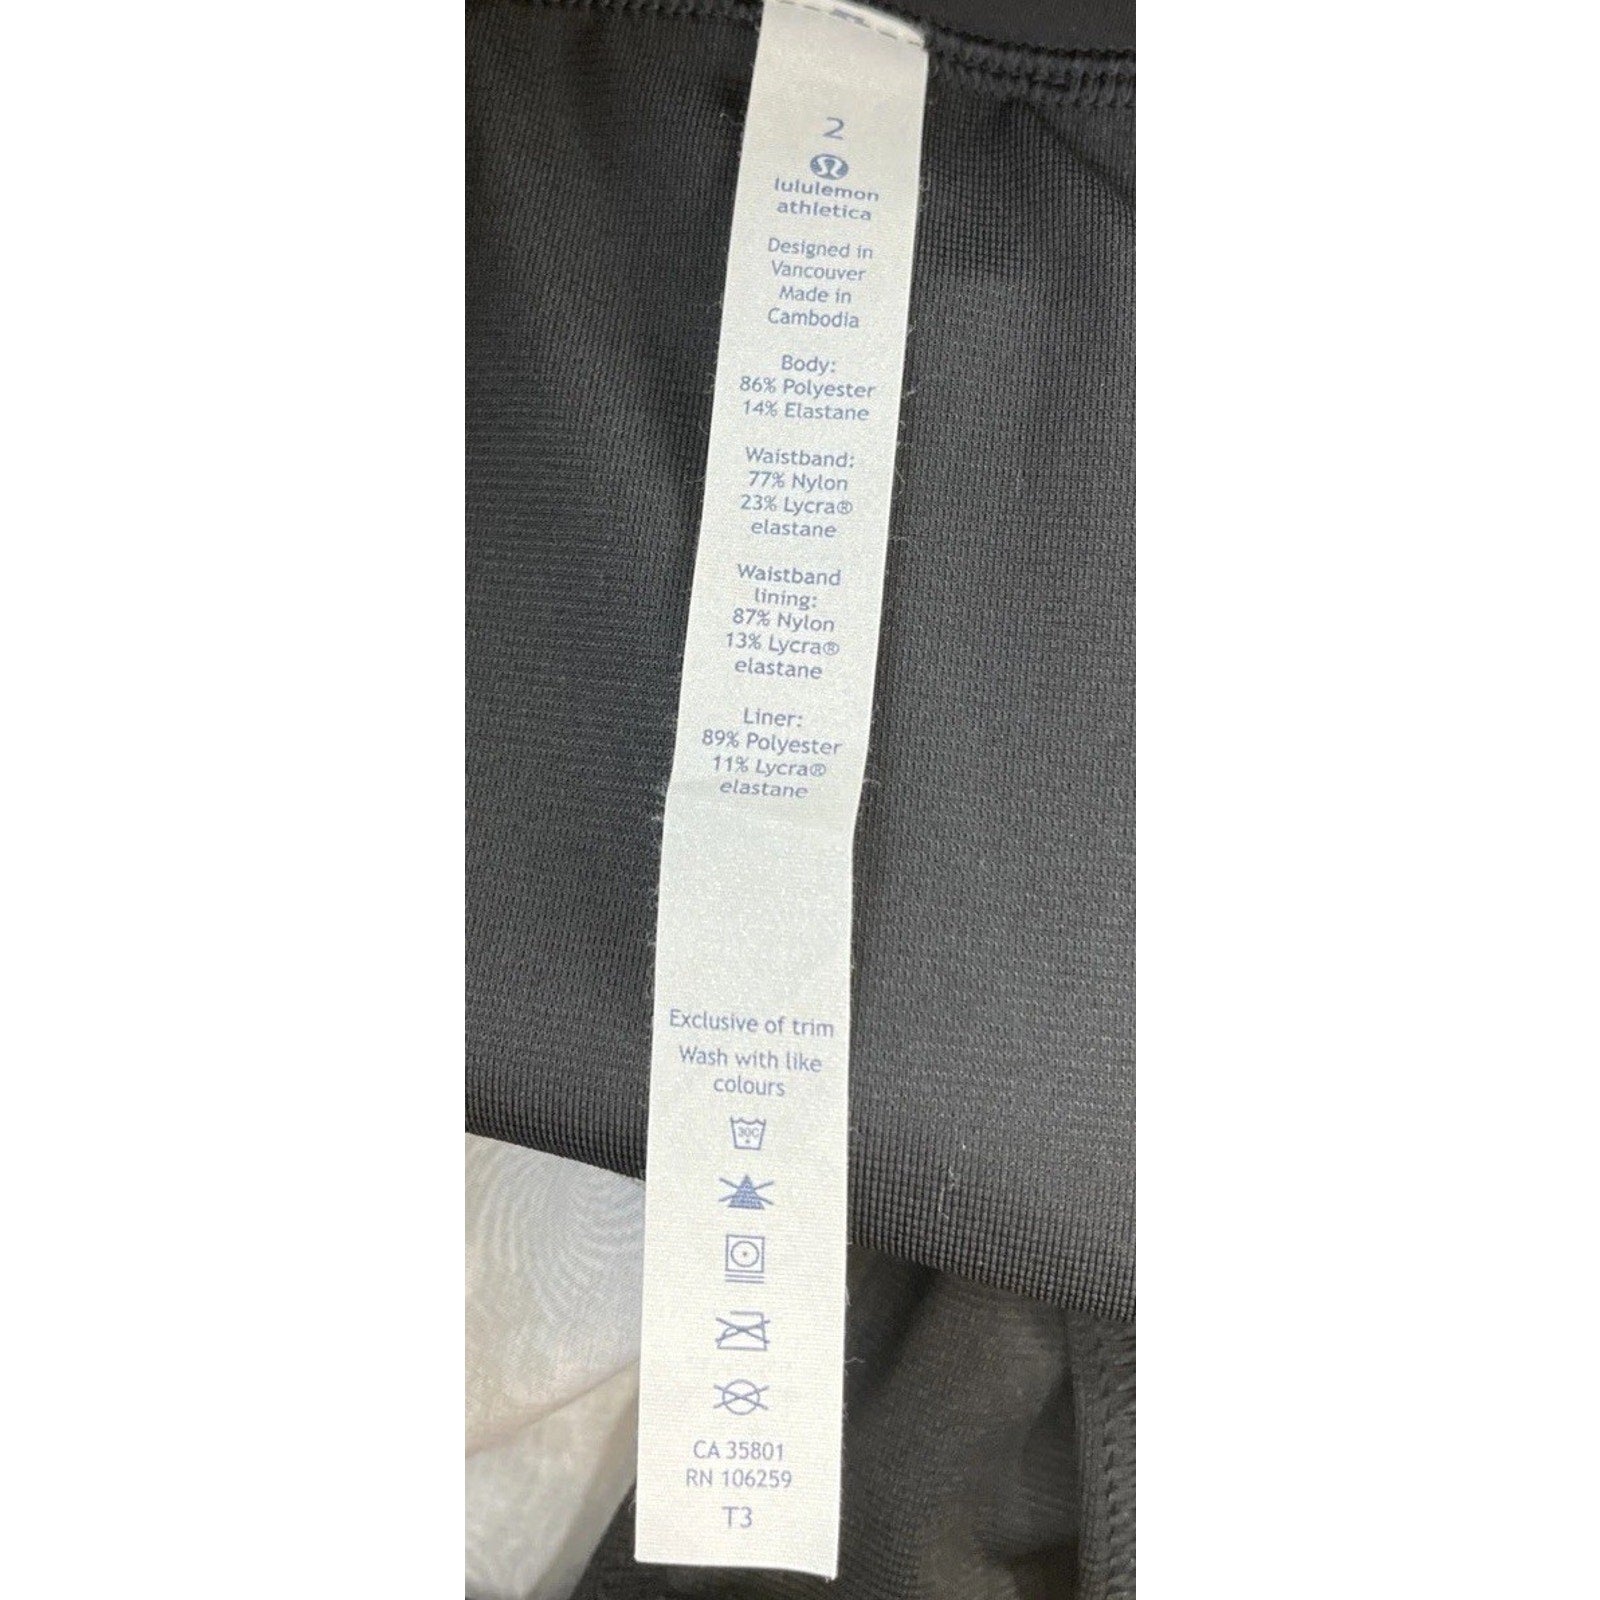 2
lululemon
athletica
Designed in
Vancouver
Made in
Cambodia
Body:
86% Polyester
14% Elastane
Waistband:
77% Nylon
23% Lycra®
elastane
Waistband
lining:
87% Nylon
13% Lycra®
elastane
Liner:
89% Polyester
11% Lycra®
elastane
Exclusive of trim
Wash with like
colours
30C
CA 35801
RN 106259
T3